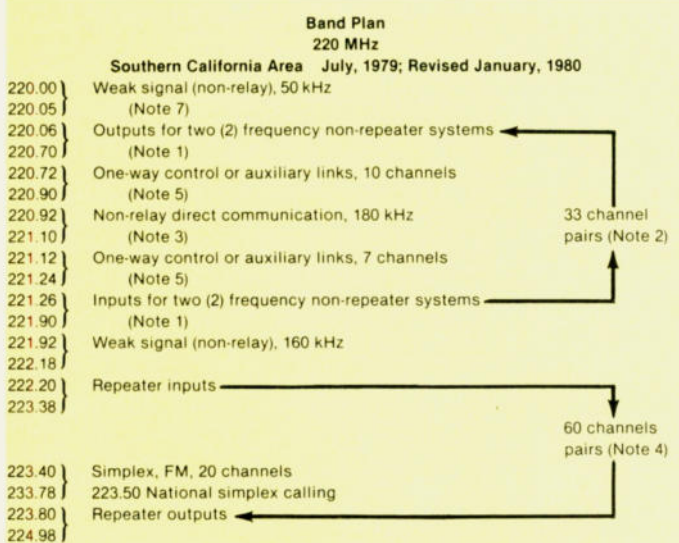 Band Plan
220 MHz
Southern California Area July, 1979; Revised January, 1980
220.00 Weak signal (non-relay), 50 kHz
220.05 (Note 7)
220.06 Outputs for two (2) frequency non-repeater systems
220.70 (Note 1)
220.72 One-way control or auxiliary links, 10 channels
220.90 (Note 5)
220.92 Non-relay direct communication, 180 kHz 33 channel
221.10 (Note 3) pairs (Note 2)
221.12 One-way control or auxiliary links, 7 channels
221.24 (Note 5)
221.26 Inputs for two (2) frequency non-repeater systems
221.90 (Note 1)
221.92 Weak signal (non-relay), 160 kHz
222.18
222.20 Repeater inputs
223.38
60 channels
pairs (Note 4)
223.40 Simplex, FM, 20 channels
233.78 223.50 National simplex calling
223.80 Repeater outputs
224.98